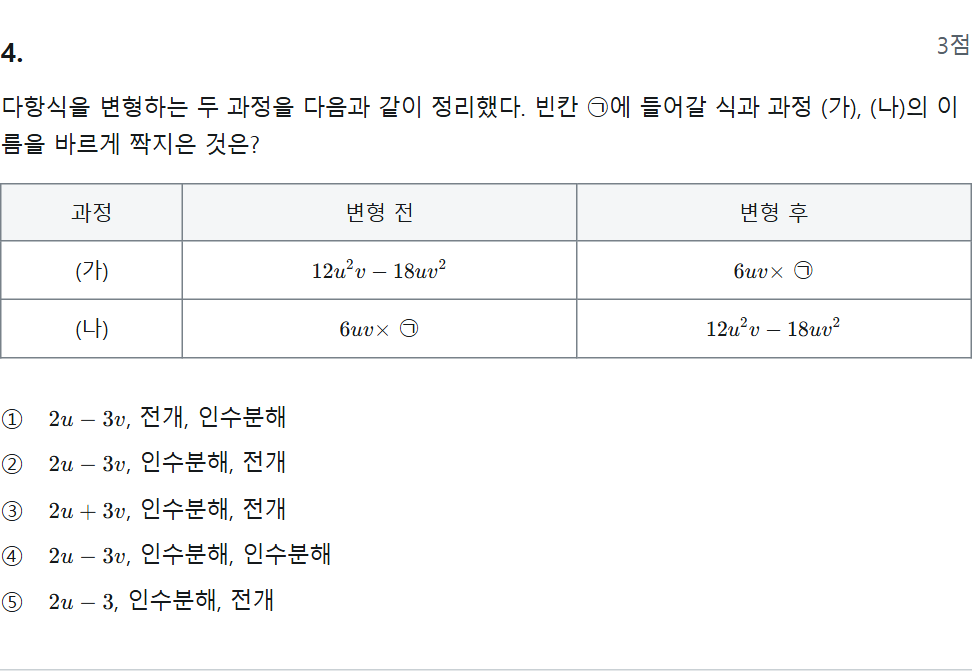 3점
4.
다항식을 변형하는 두 과정을 다음과 같이 정리했다. 빈칸 ㉠에 들어갈 식과 과정 (가), (나)의 이
름을 바르게 짝지은 것은?
과정 변형 전 변형 후
(가) 12u²v − 18uv² 6uv× ㉠
(나) 6uv× ㉠ 12u²v − 18uv²
① 2u − 3v, 전개, 인수분해
② 2u − 3v, 인수분해, 전개
③ 2u + 3v, 인수분해, 전개
④ 2u − 3v, 인수분해, 인수분해
⑤ 2u − 3, 인수분해, 전개